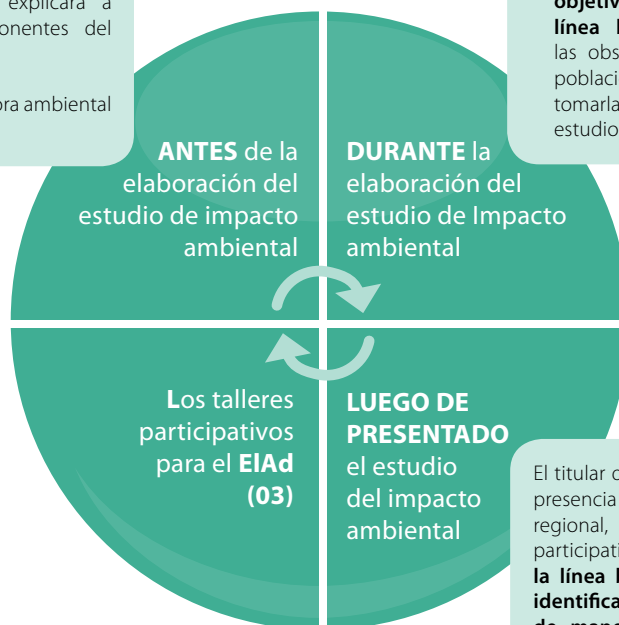 explicará a
onentes del
ora ambiental
objetiv
línea
las obs
poblaci
tomarla
estudio
ANTES de la
elaboración del
estudio de impacto
ambiental
DURANTE la
elaboración del
estudio de Impacto
ambiental
Los talleres
participativos
para el EIAd
(03)
LUEGO DE
PRESENTADO
el estudio
del impacto
ambiental
El titular
presencia
regional,
participati
la línea
identifica